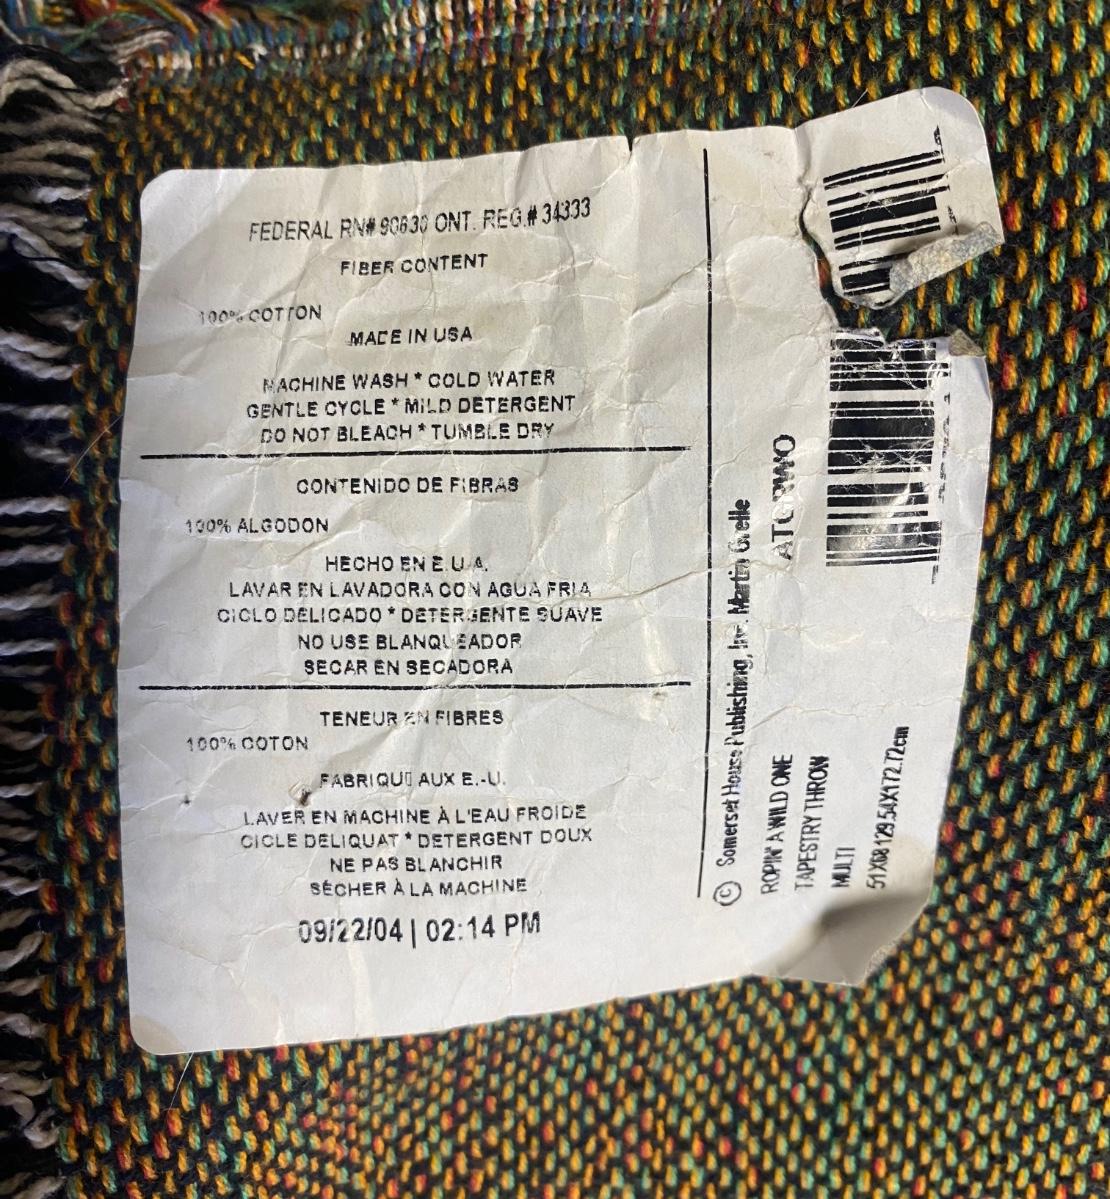 FEDERAL RN# 90630 ONT. REG.# 34333
FIBER CONTENT
100% COTTON
MADE IN USA
MACHINE WASH * COLD WATER
GENTLE CYCLE * MILD DETERGENT
DO NOT BLEACH * TUMBLE DRY
CONTENIDO DE FIBRAS
100% ALGODON
HECHO EN E.U.A.
LAVAR EN LAVADORA CON AGUA FRIA
CICLO DELICADO * DETERGENTE SUAVE
NO USE BLANQUEADOR
SECAR EN SECADORA
TENEUR EN FIBRES
100% COTON
FABRIQUE AUX E.-U.
LAVER EN MACHINE À L'EAU FROIDE
CICLE DELIQUAT * DETERGENT DOUX
NE PAS BLANCHIR
SÉCHER À LA MACHINE
09/22/04 | 02:14 PM
© Somerset House Publishing, Inc. Martin Grelle
ROPIN' A WILD ONE
TAPESTRY THROW
MULTI
51X68 129.54X172.72cm